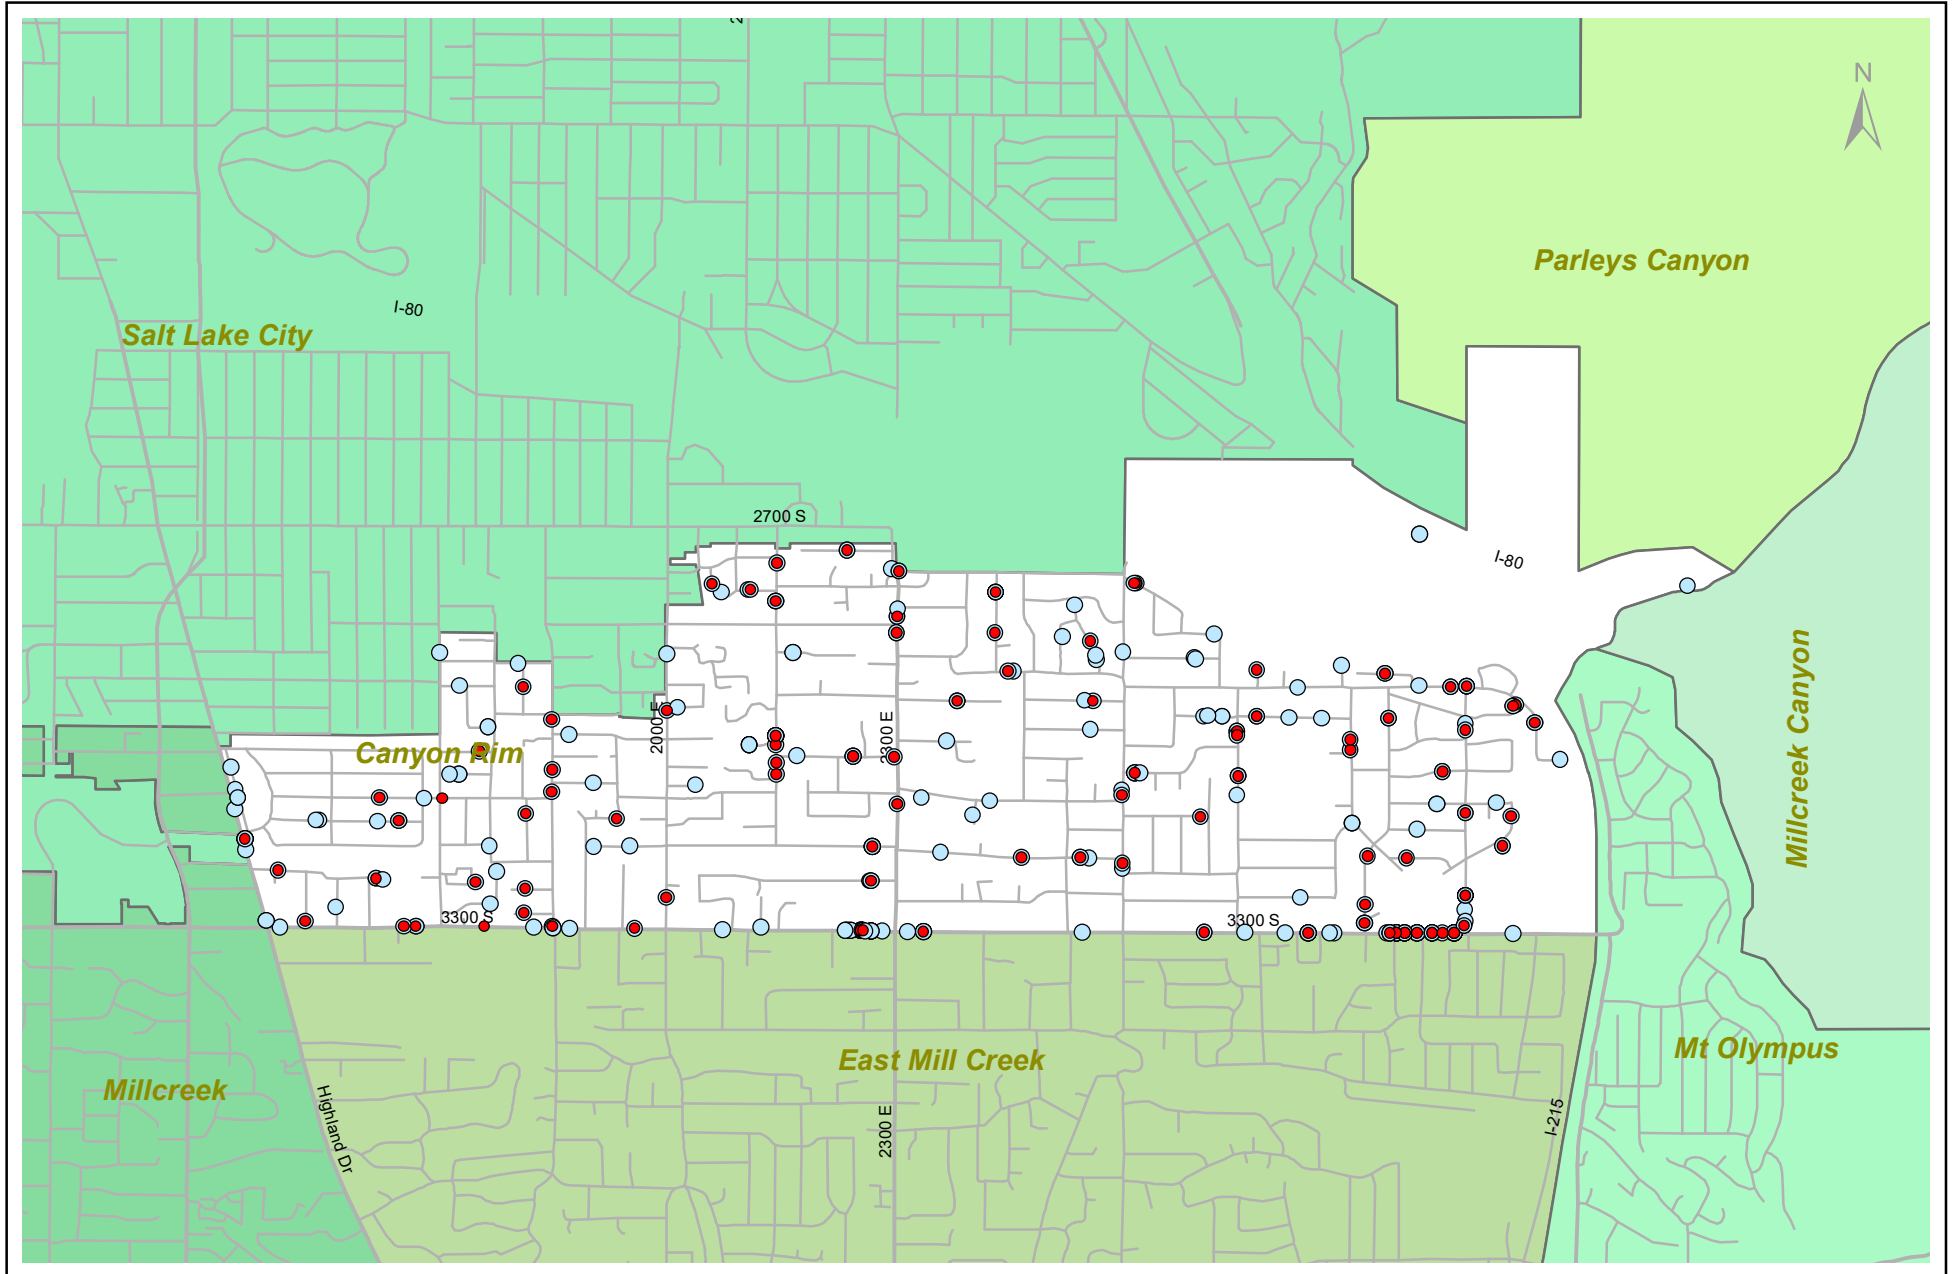 N
Parleys Canyon
I-80
Salt Lake City
2700 S
I-80
2000 E
2300 E
Canyon Rim
Millcreek Canyon
3300 S
3300 S
East Mill Creek
Mt Olympus
Millcreek
Highland Dr
2300 E
I-215